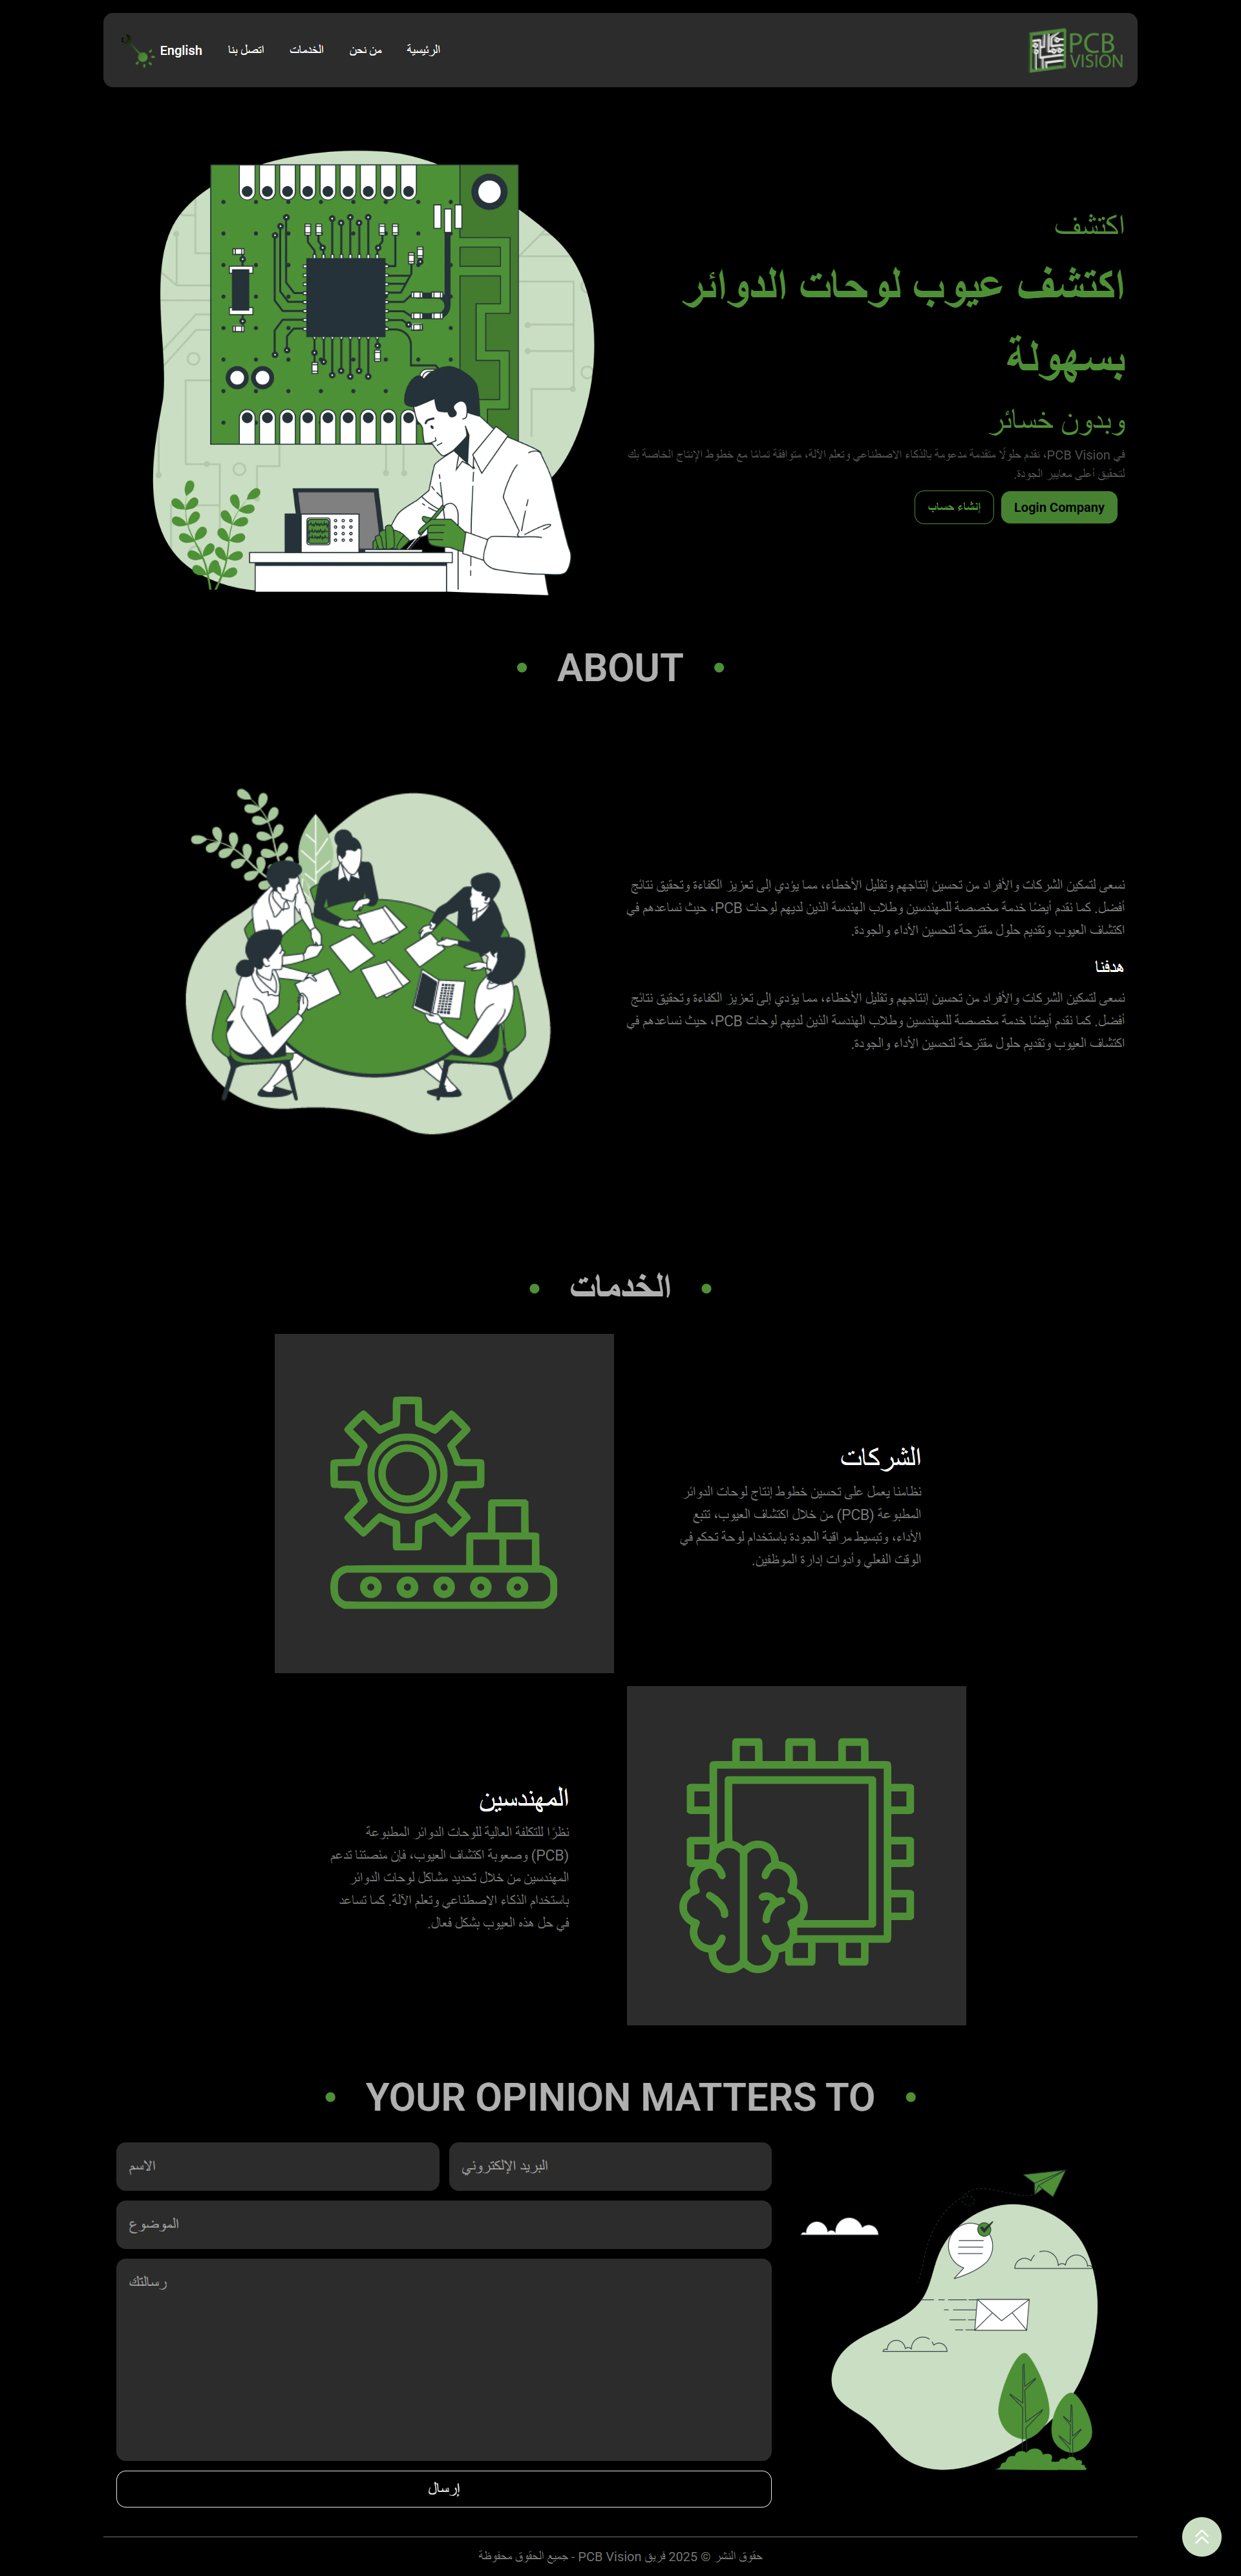 PCB
VISION
الرئيسية
من نحن
الخدمات
اتصل بنا
English
اكتشف
اكتشف عيوب لوحات الدوائر
بسهولة
وبدون خسائر
في PCB Vision، نقدم حلولًا متقدمة مدعومة بالذكاء الاصطناعي وتعلم الآلة، متوافقة تمامًا مع خطوط الإنتاج الخاصة بك
لتحقيق أعلى معايير الجودة.
Login Company
إنشاء حساب
ABOUT
نسعى لتمكين الشركات والأفراد من تحسين إنتاجهم وتقليل الأخطاء، مما يؤدي إلى تعزيز الكفاءة وتحقيق نتائج
أفضل. كما نقدم أيضًا خدمة مخصصة للمهندسين وطلاب الهندسة الذين لديهم لوحات PCB، حيث نساعدهم في
اكتشاف العيوب وتقديم حلول مقترحة لتحسين الأداء والجودة.
هدفنا
نسعى لتمكين الشركات والأفراد من تحسين إنتاجهم وتقليل الأخطاء، مما يؤدي إلى تعزيز الكفاءة وتحقيق نتائج
أفضل. كما نقدم أيضًا خدمة مخصصة للمهندسين وطلاب الهندسة الذين لديهم لوحات PCB، حيث نساعدهم في
اكتشاف العيوب وتقديم حلول مقترحة لتحسين الأداء والجودة.
الخدمات
الشركات
نظامنا يعمل على تحسين خطوط إنتاج لوحات الدوائر
المطبوعة (PCB) من خلال اكتشاف العيوب، تتبع
الأداء، وتبسيط مراقبة الجودة باستخدام لوحة تحكم في
الوقت الفعلي وأدوات إدارة الموظفين.
المهندسين
نظرًا للتكلفة العالية للوحات الدوائر المطبوعة
(PCB) وصعوبة اكتشاف العيوب، فإن منصتنا تدعم
المهندسين من خلال تحديد مشاكل لوحات الدوائر
باستخدام الذكاء الاصطناعي وتعلم الآلة. كما تساعد
في حل هذه العيوب بشكل فعال.
YOUR OPINION MATTERS TO
البريد الإلكتروني
الاسم
الموضوع
رسالتك
إرسال
حقوق النشر © 2025 فريق PCB Vision - جميع الحقوق محفوظة